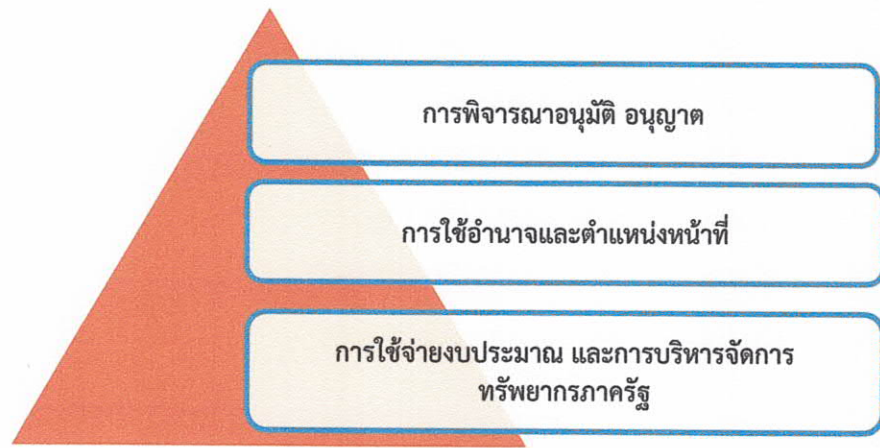 การพิจารณาอนุมัติ อนุญาต
การใช้อำนาจและตำแหน่งหน้าที่
การใช้จ่ายงบประมาณ และการบริหารจัดการ
ทรัพยากรภาครัฐ